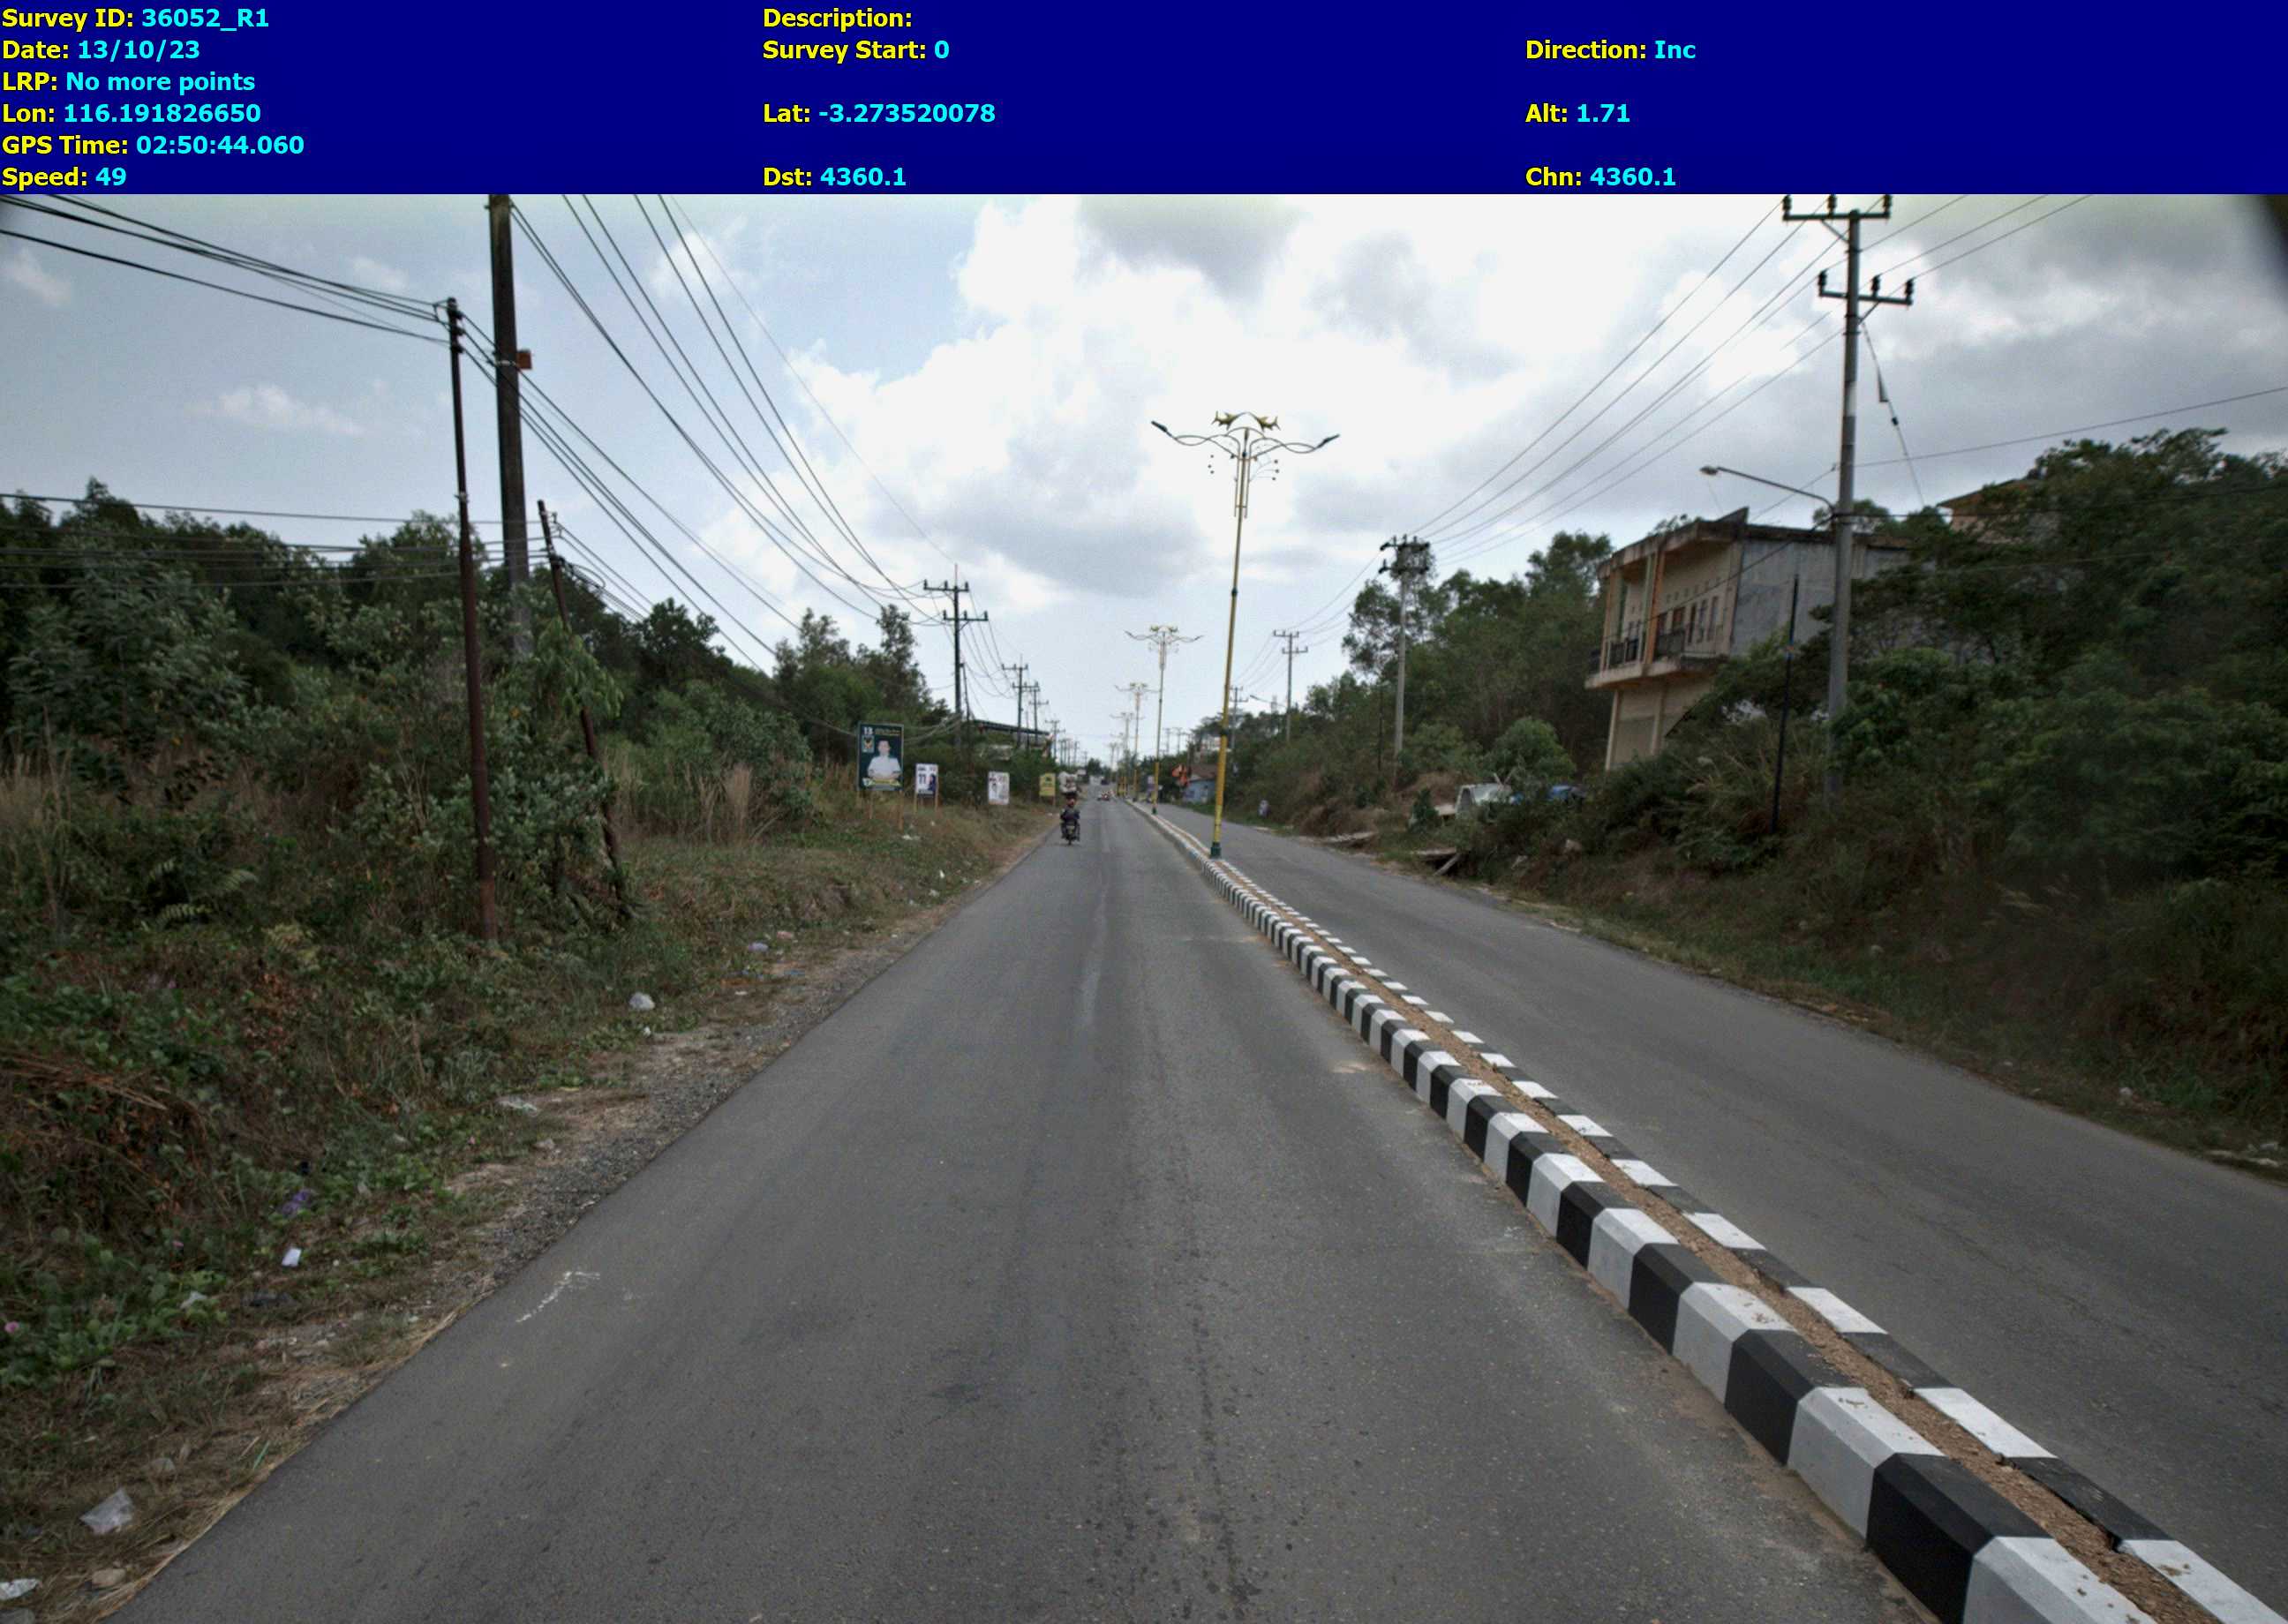 Survey ID: 36052_R1
Description:
Date: 13/10/23
Survey Start: 0
Direction: Inc
LRP: No more points
Lon: 116.191826650
Lat: -3.273520078
Alt: 1.71
GPS Time: 02:50:44.060
Speed: 49
Dst: 4360.1
Chn: 4360.1